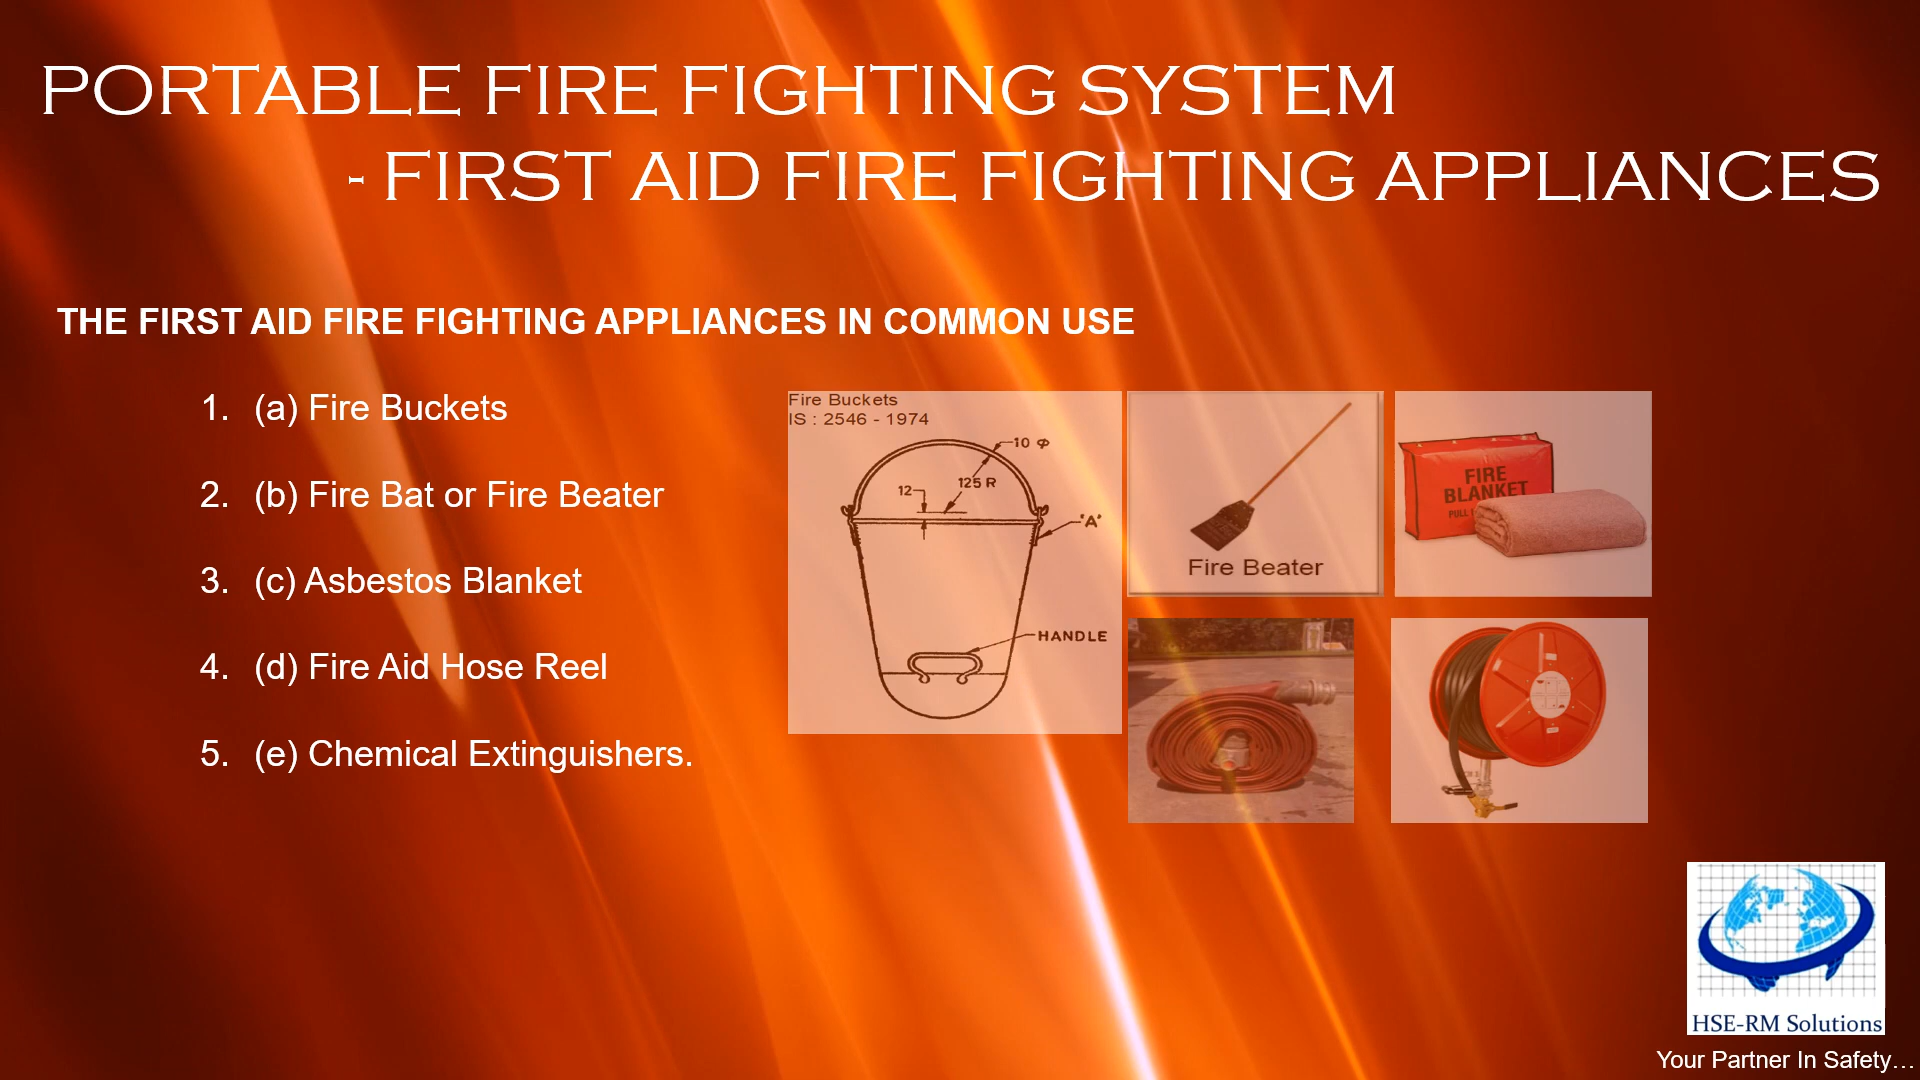 PORTABLE FIRE FIGHTING SYSTEM
- FIRST AID FIRE FIGHTING APPLIANCES
THE FIRST AID FIRE FIGHTING APPLIANCES IN COMMON USE
1. (a) Fire Buckets
2. (b) Fire Bat or Fire Beater
3. (c) Asbestos Blanket
4. (d) Fire Aid Hose Reel
5. (e) Chemical Extinguishers.
Fire Buckets
IS : 2546 - 1974
10 Φ
125 R
12
'A'
HANDLE
Fire Beater
FIRE
BLANKET
PULL
HSE-RM Solutions
Your Partner In Safety...